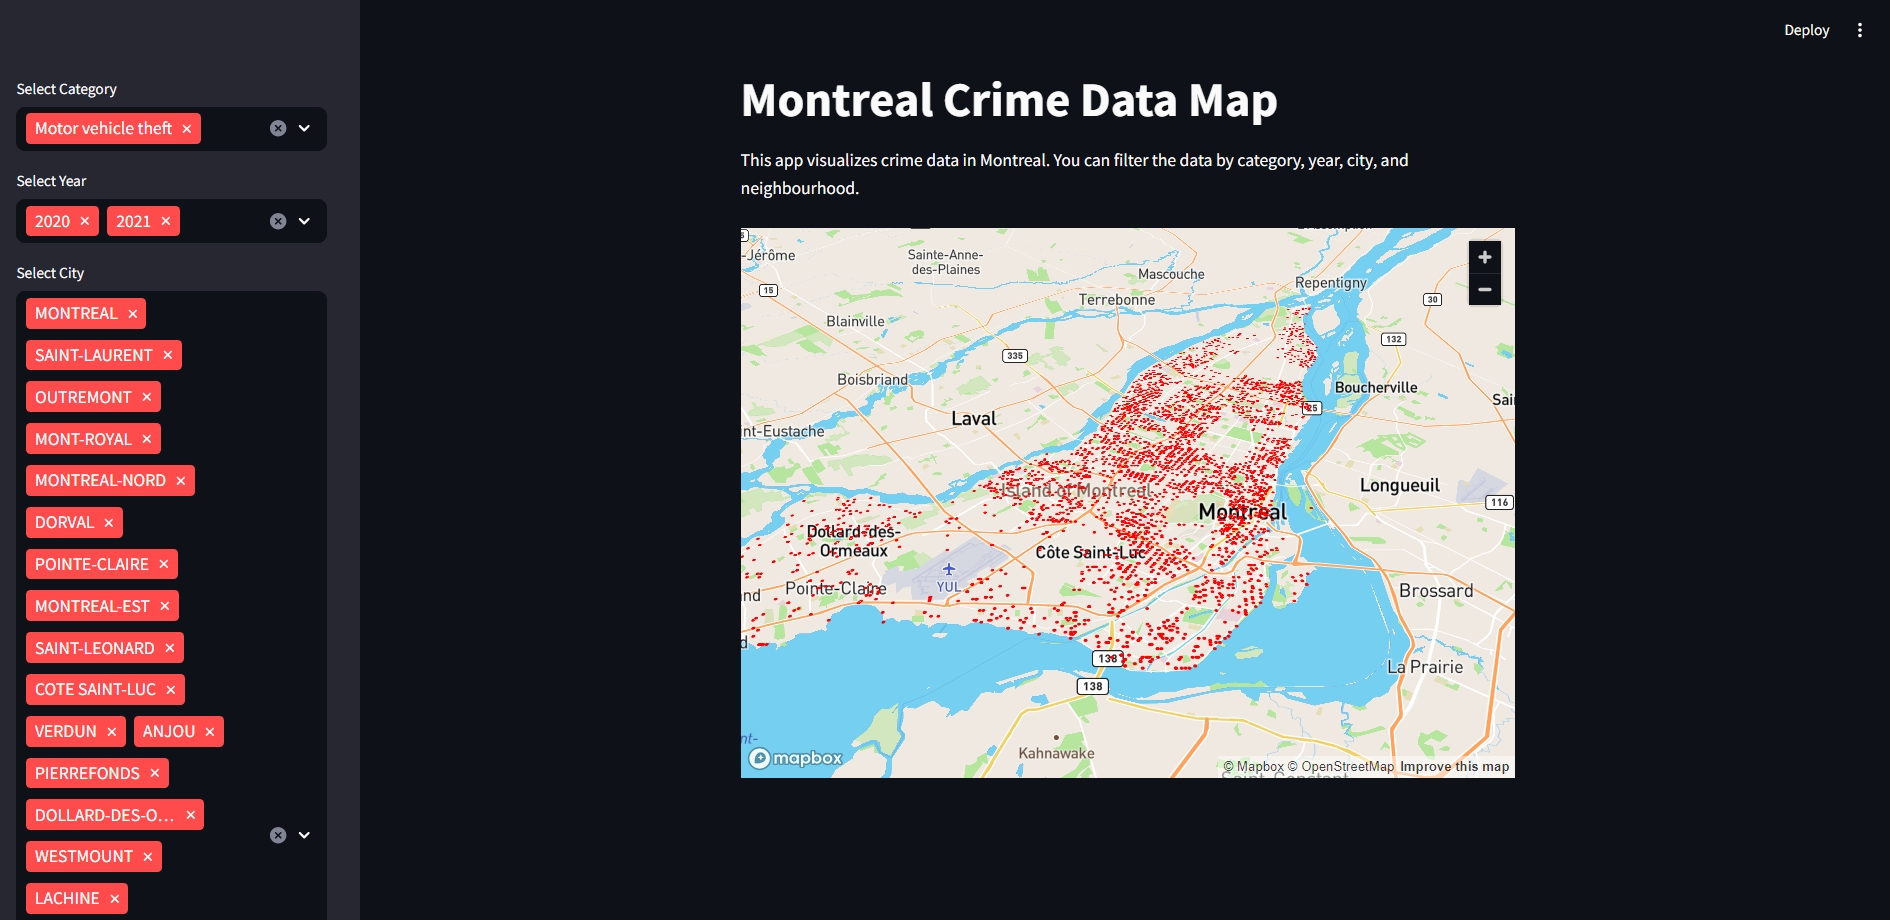 Deploy
Select Category
Motor vehicle theft
Select Year
2020 2021
Select City
MONTREAL
SAINT-LAURENT
OUTREMONT
MONT-ROYAL
MONTREAL-NORD
DORVAL
POINTE-CLAIRE
MONTREAL-EST
SAINT-LEONARD
COTE SAINT-LUC
VERDUN ANJOU
PIERREFONDS
DOLLARD-DES-O…
WESTMOUNT
LACHINE
Montreal Crime Data Map
This app visualizes crime data in Montreal. You can filter the data by category, year, city, and
neighbourhood.
-Jérôme
Sainte-Anne-
des-Plaines
Mascouche
Repentigny
15
Terrebonne
30
Blainville
132
335
Boisbriand
Boucherville
25
Laval
nt-Eustache
Longueuil
Island of Montreal
116
Montreal
Dollard-des-
Ormeaux
Côte Saint-Luc
YUL
Pointe-Claire
Brossard
nd
d
138
La Prairie
138
nt-
Kahnawake
mapbox
© Mapbox © OpenStreetMap Improve this map
Saint-Constant